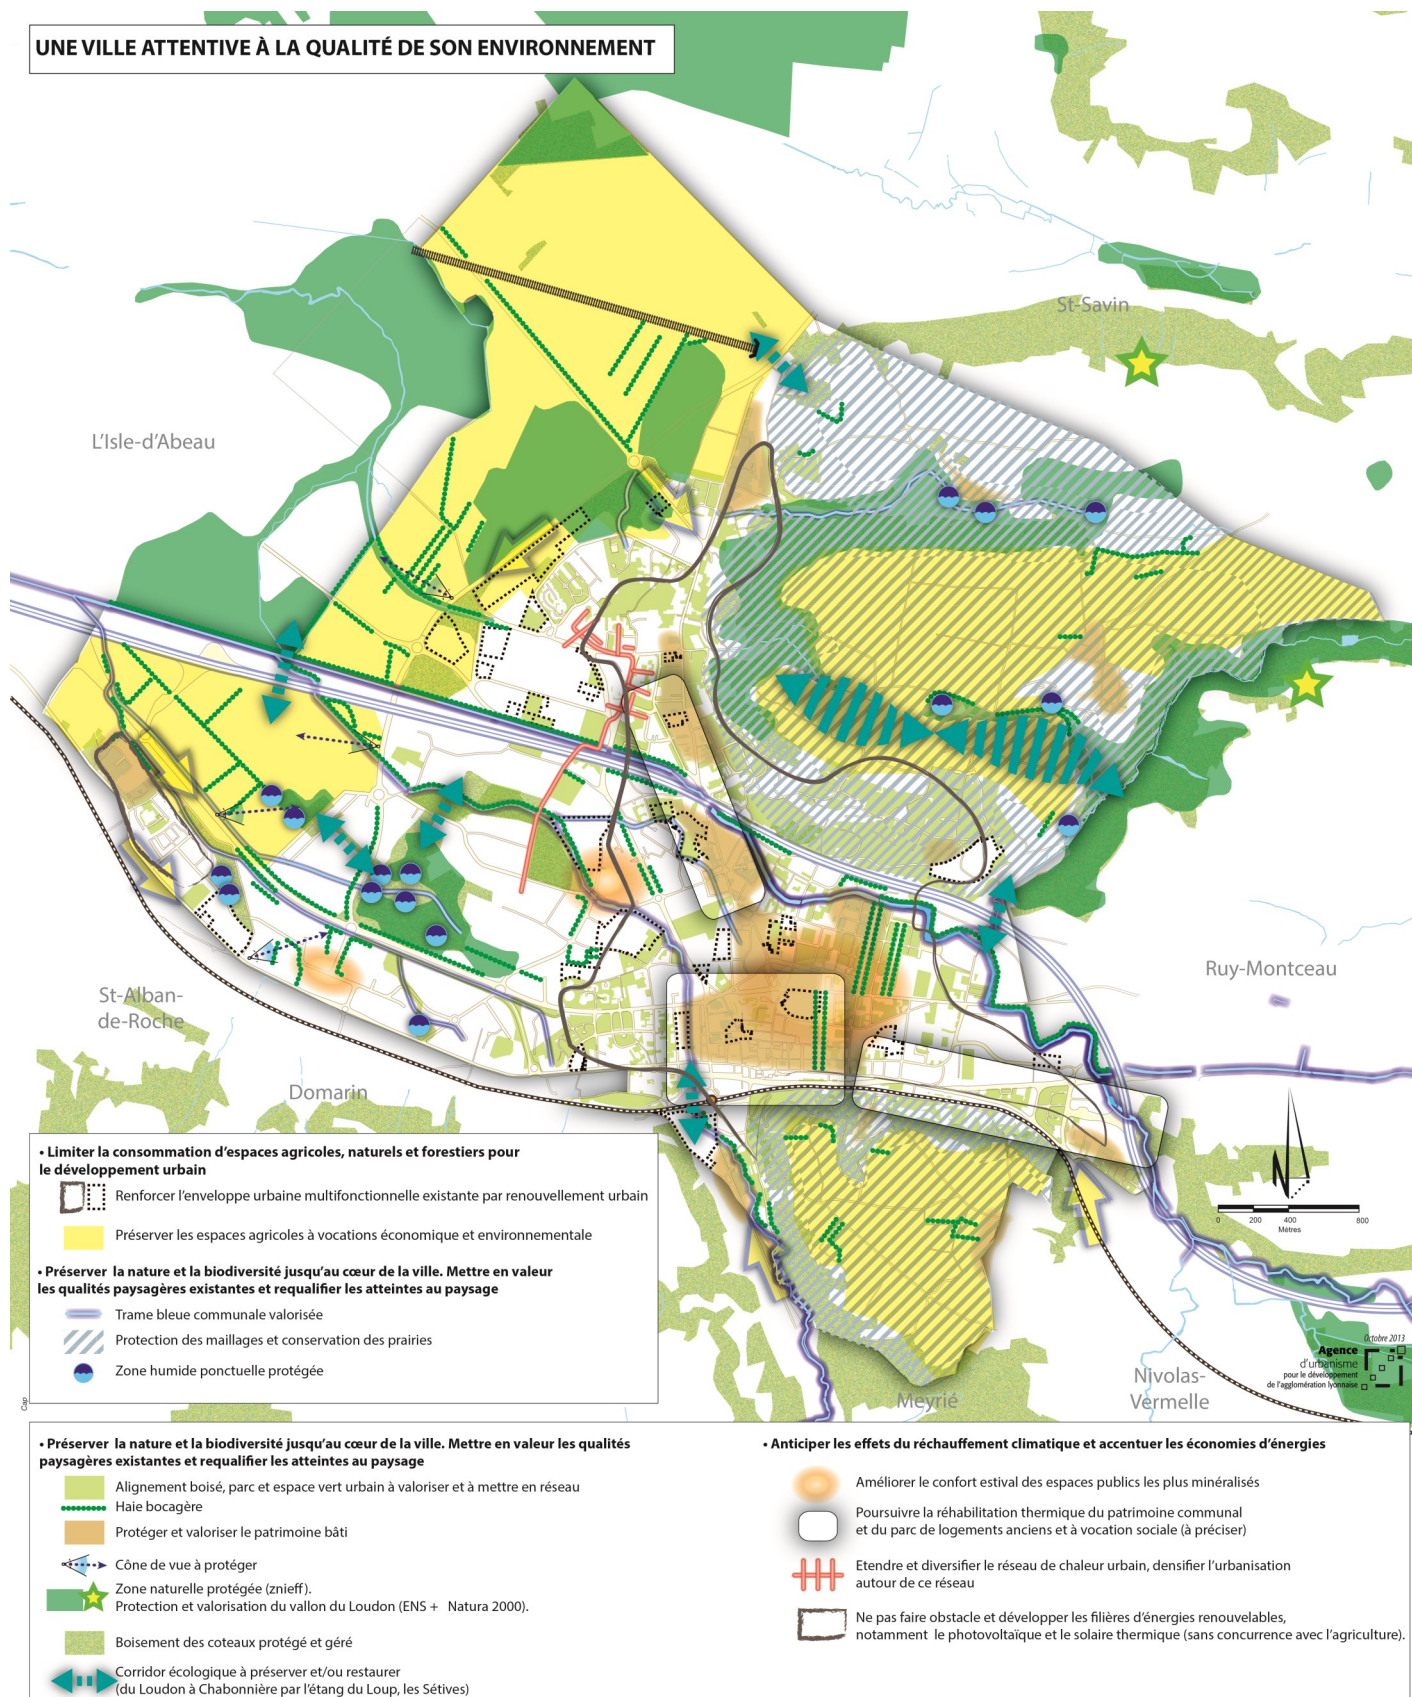 UNE VILLE ATTENTIVE À LA QUALITÉ DE SON ENVIRONNEMENT
St-Savin
L'Isle-d'Abeau
Ruy-Montceau
St-Alban-
de-Roche
Domarin
Meyrié
Nivolas-
Vermelle
0 200 400 800
Mètres
Octobre 2013
Agence
d'urbanisme
pour le développement
de l'agglomération lyonnaise
Cap
• Limiter la consommation d'espaces agricoles, naturels et forestiers pour
le développement urbain
Renforcer l'enveloppe urbaine multifonctionnelle existante par renouvellement urbain
Préserver les espaces agricoles à vocations économique et environnementale
• Préserver la nature et la biodiversité jusqu'au cœur de la ville. Mettre en valeur
les qualités paysagères existantes et requalifier les atteintes au paysage
Trame bleue communale valorisée
Protection des maillages et conservation des prairies
Zone humide ponctuelle protégée
• Préserver la nature et la biodiversité jusqu'au cœur de la ville. Mettre en valeur les qualités
paysagères existantes et requalifier les atteintes au paysage
Alignement boisé, parc et espace vert urbain à valoriser et à mettre en réseau
Haie bocagère
Protéger et valoriser le patrimoine bâti
Cône de vue à protéger
Zone naturelle protégée (znieff).
Protection et valorisation du vallon du Loudon (ENS + Natura 2000).
Boisement des coteaux protégé et géré
Corridor écologique à préserver et/ou restaurer
(du Loudon à Chabonnière par l'étang du Loup, les Sétives)
• Anticiper les effets du réchauffement climatique et accentuer les économies d'énergies
Améliorer le confort estival des espaces publics les plus minéralisés
Poursuivre la réhabilitation thermique du patrimoine communal
et du parc de logements anciens et à vocation sociale (à préciser)
Etendre et diversifier le réseau de chaleur urbain, densifier l'urbanisation
autour de ce réseau
Ne pas faire obstacle et développer les filières d'énergies renouvelables,
notamment le photovoltaïque et le solaire thermique (sans concurrence avec l'agriculture).